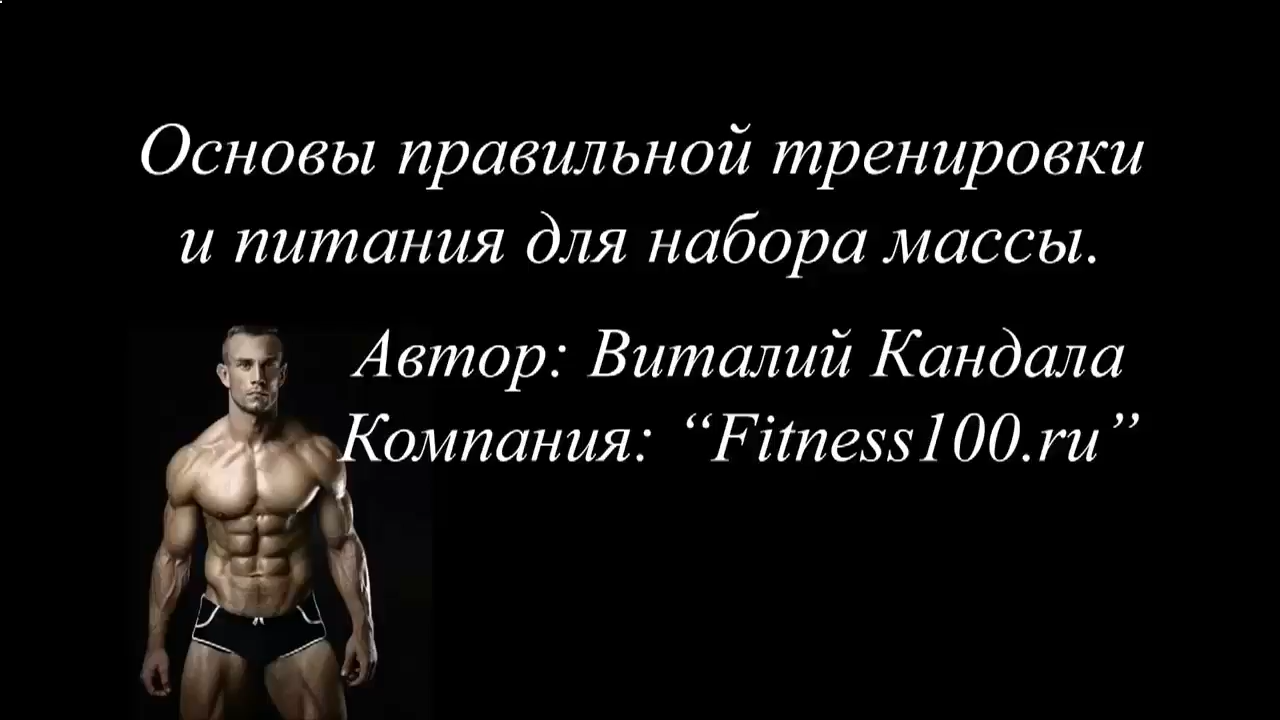 Основы правильной тренировки
и питания для набора массы.
Автор: Виталий Кандала
Компания: “Fitness100.ru”